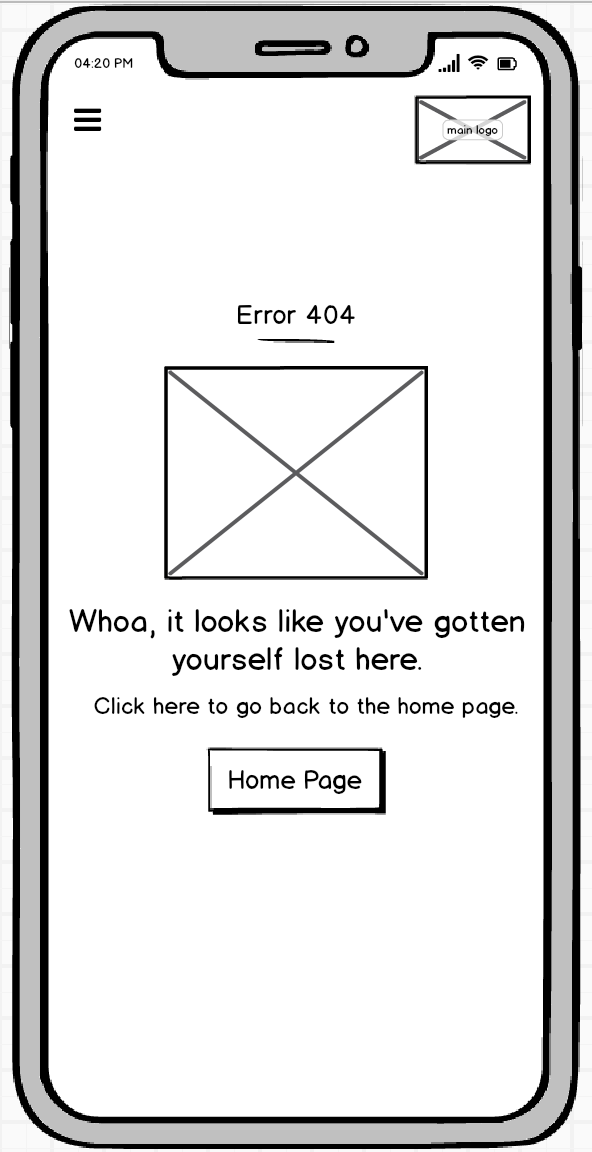 04:20 PM
main logo
Error 404
Whoa, it looks like you've gotten
yourself lost here.
Click here to go back to the home page.
Home Page